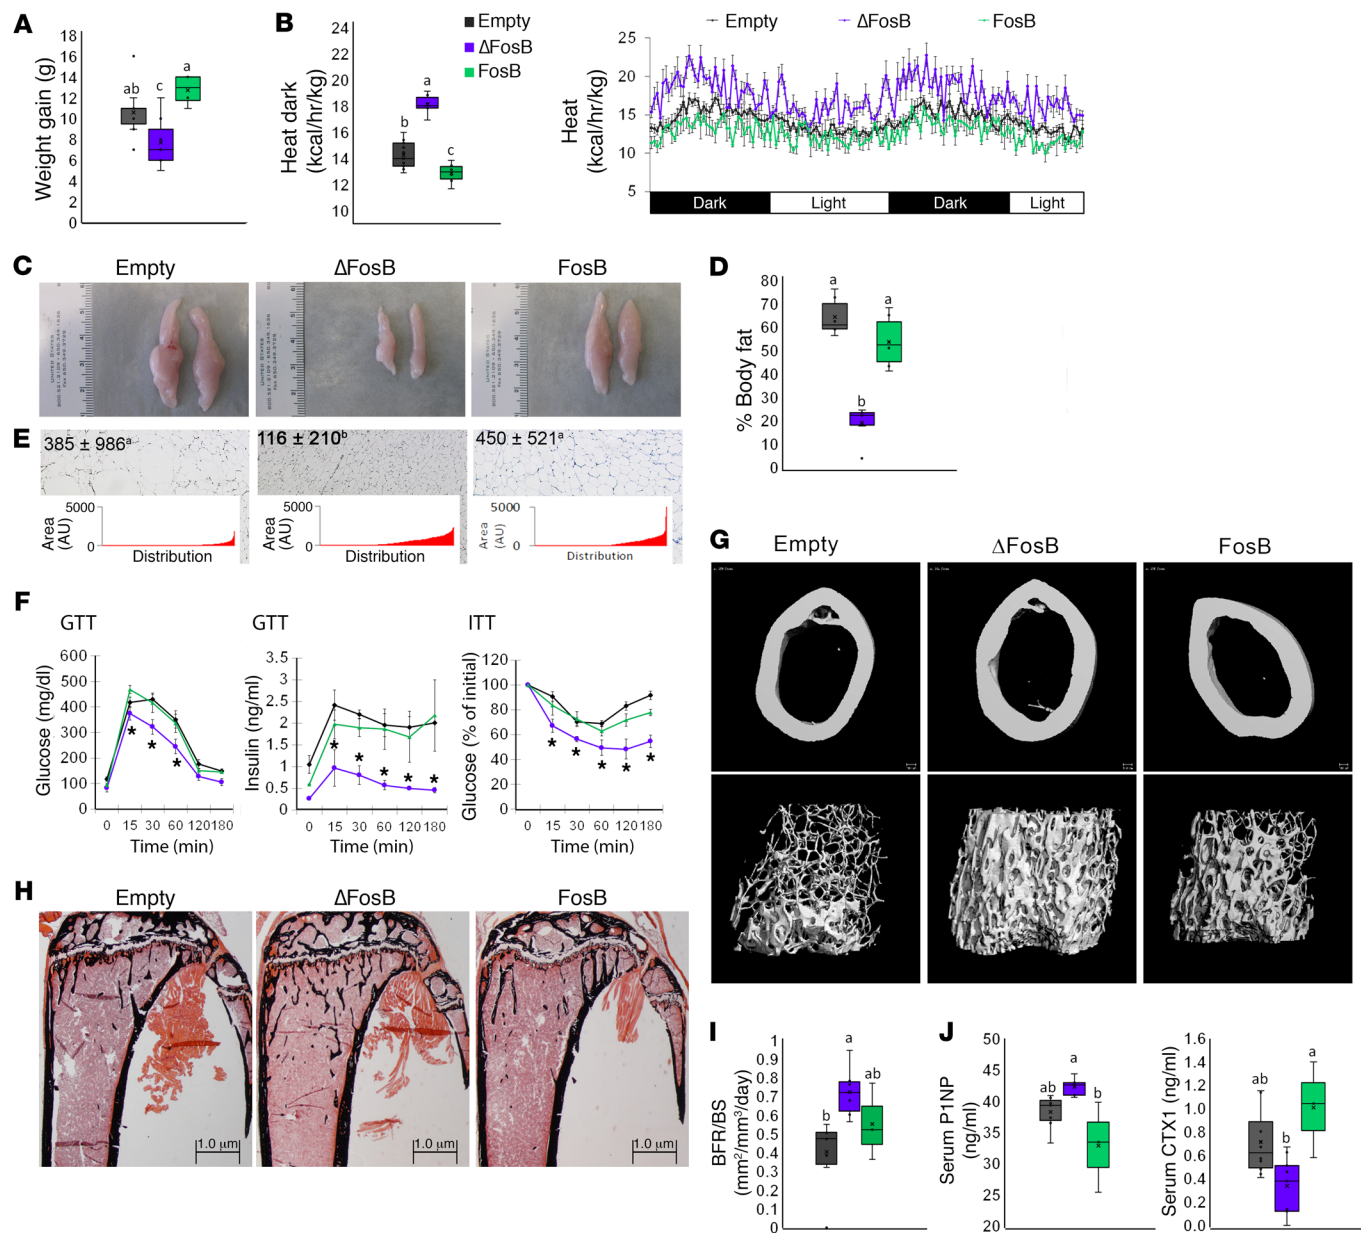 A
Weight gain (g)
18
16
14
12
10
8
6
4
2
0
ab
c
a
B
Heat dark
(kcal/hr/kg)
24
22
20
18
16
14
12
10
b
a
c
Empty
ΔFosB
FosB
Empty
ΔFosB
FosB
Heat
(kcal/hr/kg)
25
20
15
10
5
Dark
Light
Dark
Light
C
Empty
ΔFosB
FosB
UNITED STATES
UNITED STATES
D
% Body fat
80
70
60
50
40
30
20
10
0
a
b
a
E
385 ± 986a
116 ± 210b
450 ± 521a
Area
(AU)
5000
0
Distribution
Area
(AU)
5000
0
Distribution
Area
(AU)
5000
0
Distribution
F
GTT
Glucose (mg/dl)
600
500
400
300
200
100
0
* * *
0 15 30 60 120 180
Time (min)
GTT
Insulin (ng/ml)
3.5
3
2.5
2
1.5
1
0.5
0
* * * * *
0 15 30 60 120 180
Time (min)
ITT
Glucose (% of initial)
120
100
80
60
40
20
0
* * * * *
0 15 30 60 120 180
Time (min)
G
Empty
ΔFosB
FosB
H
Empty
ΔFosB
FosB
1.0 μm
1.0 μm
1.0 μm
I
BFR/BS
(mm2/mm3/day)
1
0.9
0.8
0.7
0.6
0.5
0.4
0.3
0.2
0.1
0
b
a
ab
J
Serum P1NP
(ng/ml)
50
45
40
35
30
25
20
ab
a
b
Serum CTX1 (ng/ml)
1.6
1.4
1.2
1.0
0.8
0.6
0.4
0.2
0.0
ab
b
a